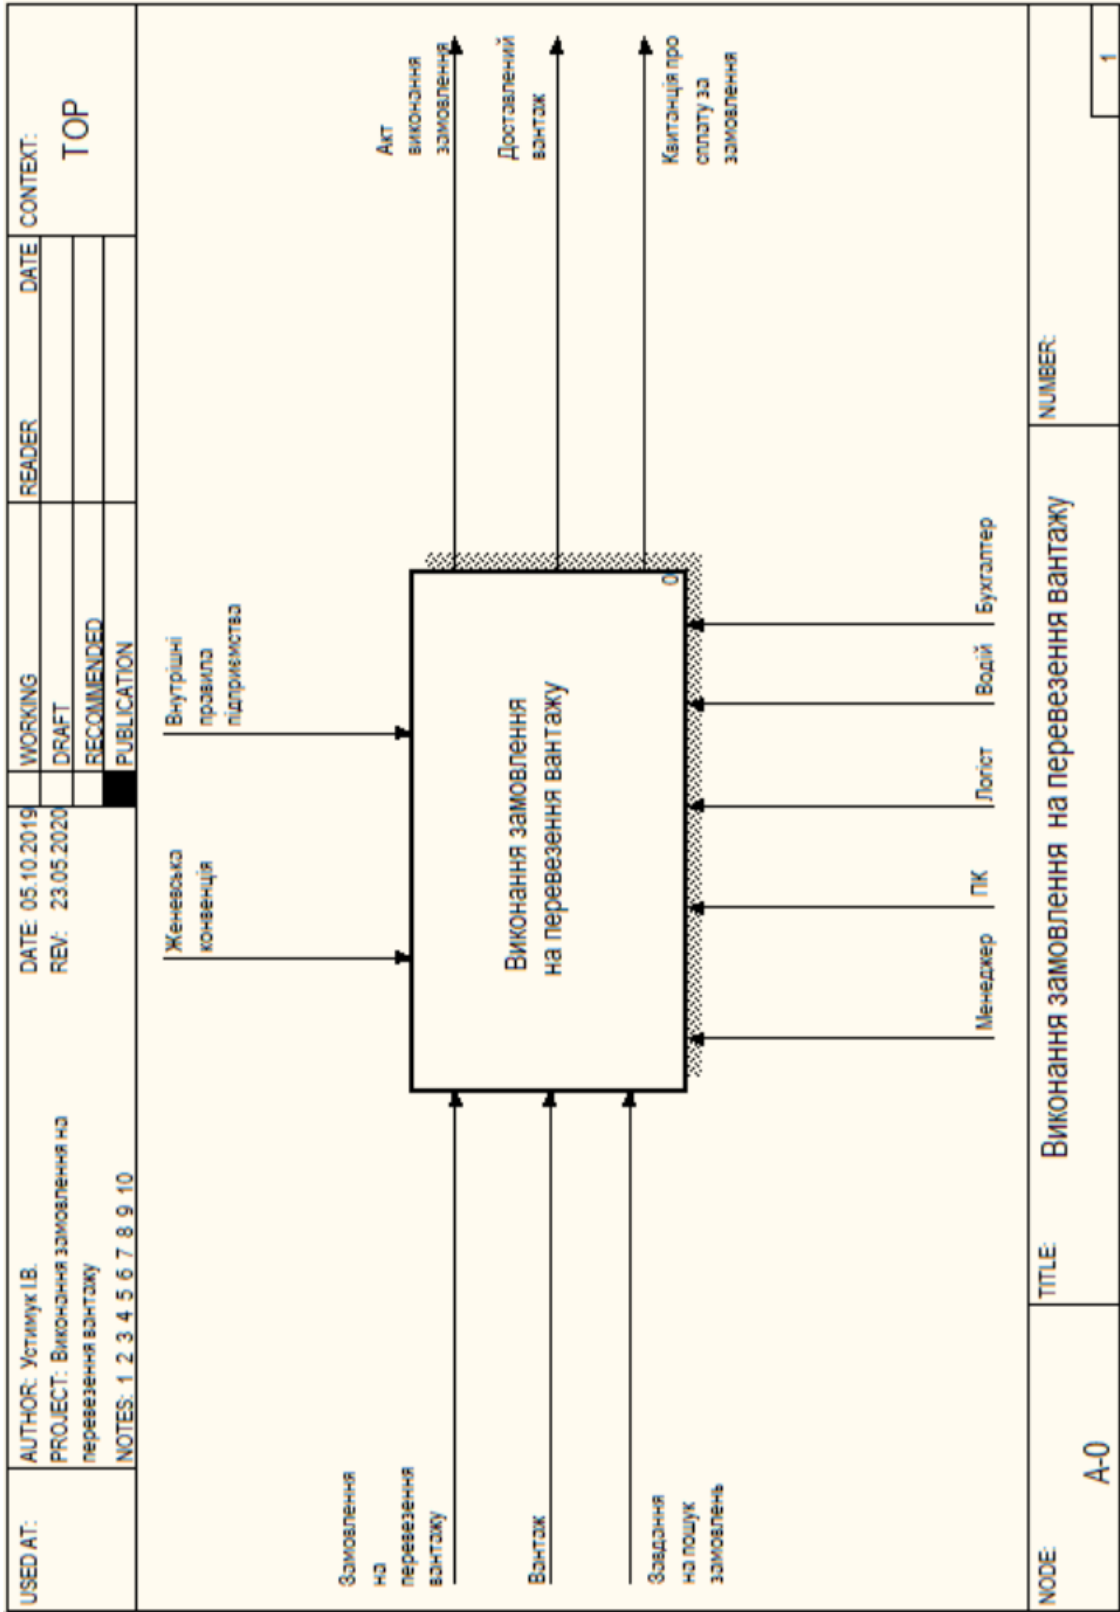 USED AT:
AUTHOR: Устимук І.В.
PROJECT: Виконання замовлення на
перевезення вантажу
NOTES: 1 2 3 4 5 6 7 8 9 10
DATE: 05.10.2019
REV: 23.05.2020
WORKING
DRAFT
RECOMMENDED
PUBLICATION
READER
DATE
CONTEXT:
TOP
Женевська
конвенція
Внутрішні
правила
підприємства
Замовлення
на
перевезення
вантажу
Вантаж
Завдання
на пошук
замовлень
Виконання замовлення
на перевезення вантажу
0
Акт
виконання
замовлення
Доставлений
вантаж
Квитанція про
сплату за
замовлення
Менеджер
ПК
Логіст
Водій
Бухгалтер
NODE:
A-0
TITLE:
Виконання замовлення на перевезення вантажу
NUMBER:
1